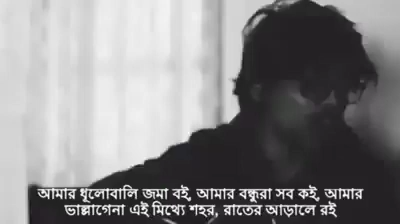 আমার ধূলোবালি জমা বই, আমার বন্ধুরা সব কই, আমার
ভাল্লাগেনা এই মিথ্যে শহর, রাতের আড়ালে রই